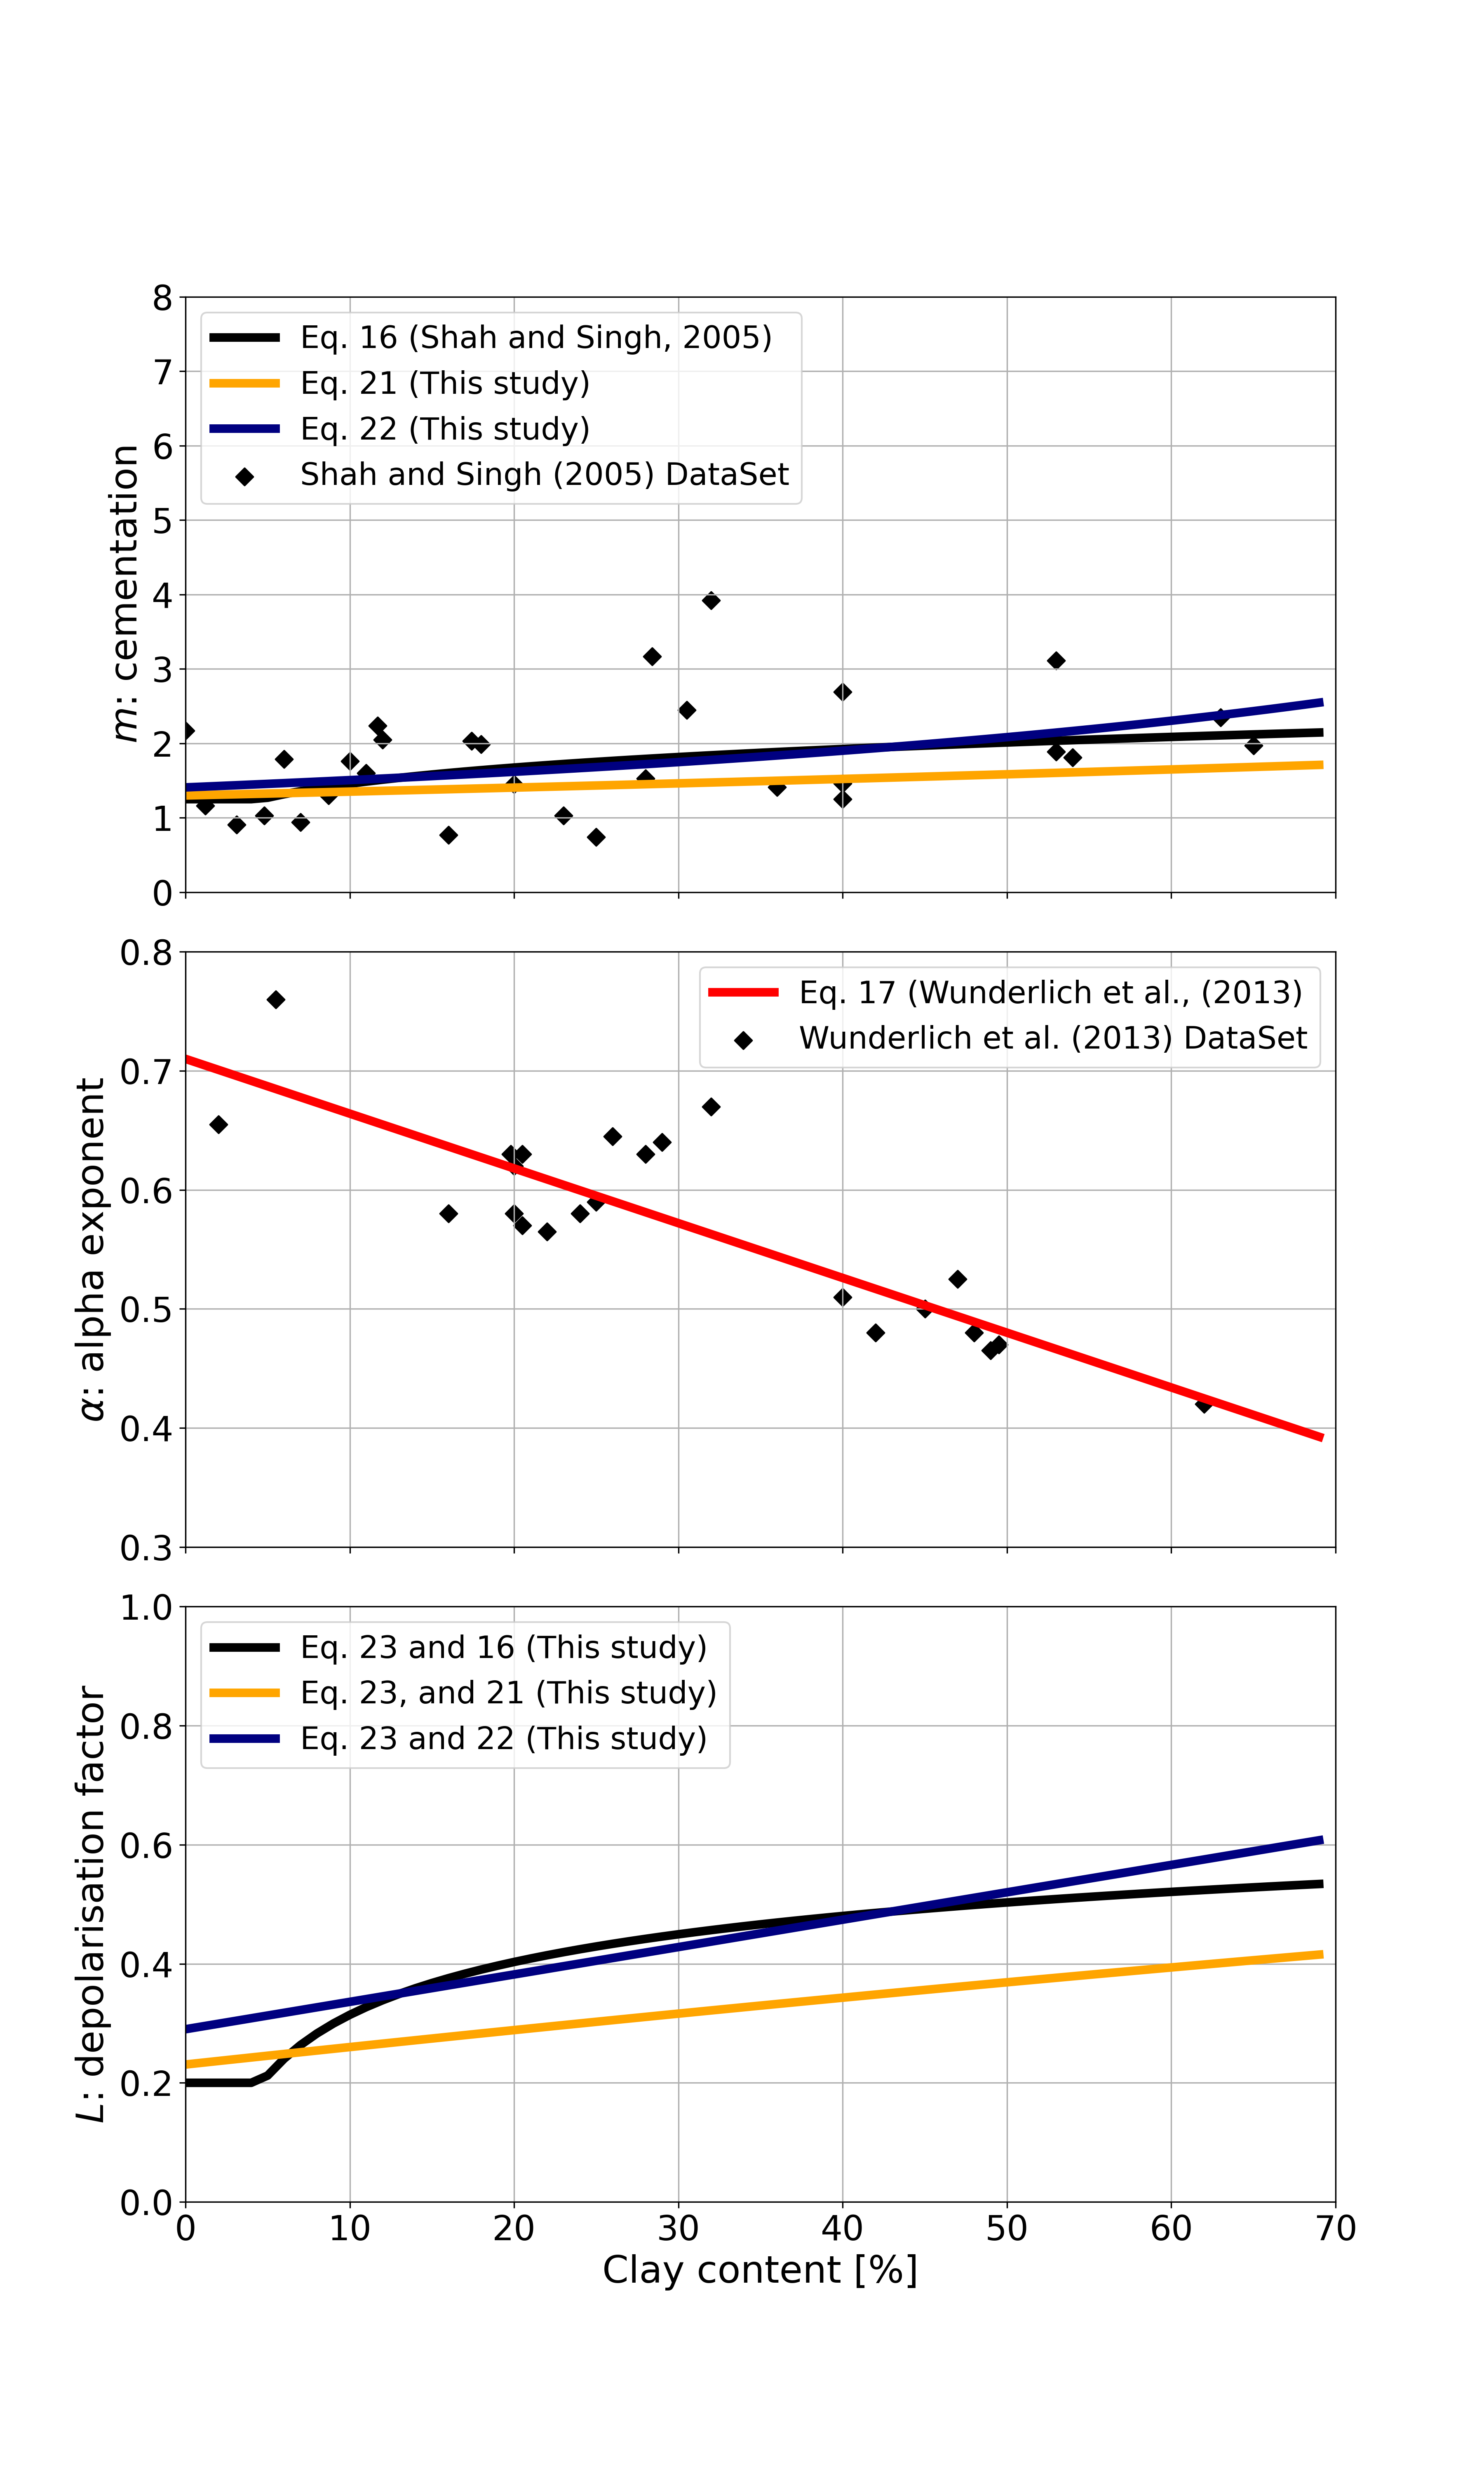 8
7
6
5
4
3
2
1
0
m: cementation
Eq. 16 (Shah and Singh, 2005)
Eq. 21 (This study)
Eq. 22 (This study)
Shah and Singh (2005) DataSet
0.8
0.7
0.6
0.5
0.4
0.3
α: alpha exponent
Eq. 17 (Wunderlich et al., (2013)
Wunderlich et al. (2013) DataSet
1.0
0.8
0.6
0.4
0.2
0.0
L: depolarisation factor
Eq. 23 and 16 (This study)
Eq. 23, and 21 (This study)
Eq. 23 and 22 (This study)
0 10 20 30 40 50 60 70
Clay content [%]